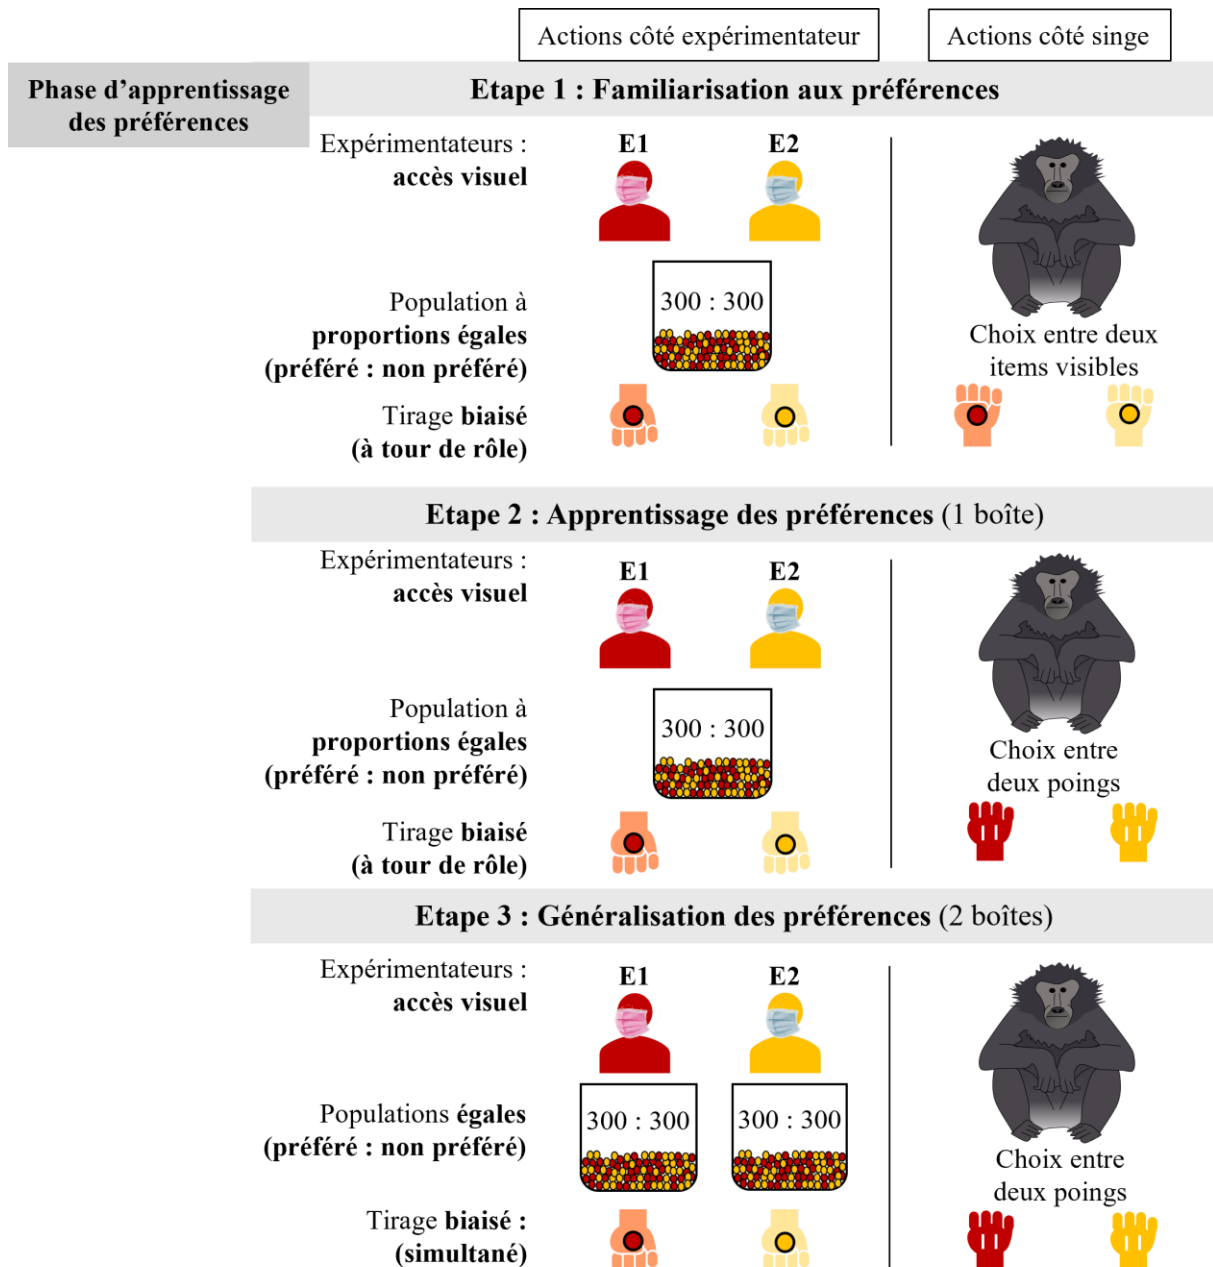 Actions côté expérimentateur
Actions côté singe
Phase d’apprentissage
des préférences
Etape 1 : Familiarisation aux préférences
Expérimentateurs :
accès visuel
E1
E2
Population à
proportions égales
(préféré : non préféré)
300 : 300
Choix entre deux
items visibles
Tirage biaisé
(à tour de rôle)
Etape 2 : Apprentissage des préférences (1 boîte)
Expérimentateurs :
accès visuel
E1
E2
Population à
proportions égales
(préféré : non préféré)
300 : 300
Choix entre
deux poings
Tirage biaisé
(à tour de rôle)
Etape 3 : Généralisation des préférences (2 boîtes)
Expérimentateurs :
accès visuel
E1
E2
Populations égales
(préféré : non préféré)
300 : 300
300 : 300
Choix entre
deux poings
Tirage biaisé :
(simultané)